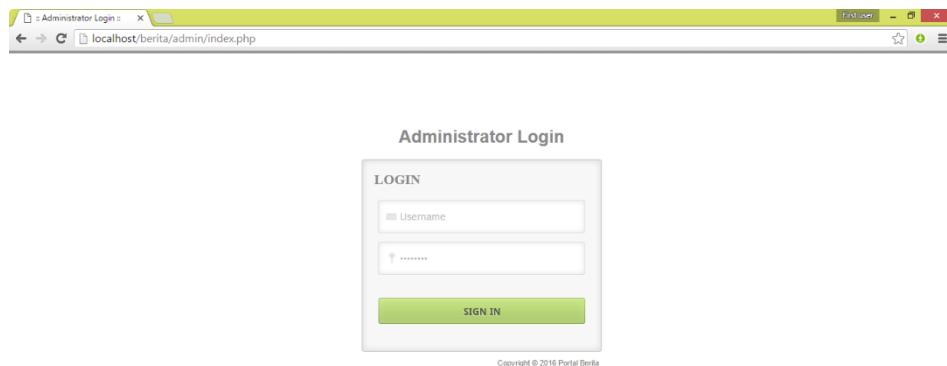 :: Administrator Login ::
First user
localhost/berita/admin/index.php
Administrator Login
LOGIN
Username
SIGN IN
Copyright © 2016 Portal Berita